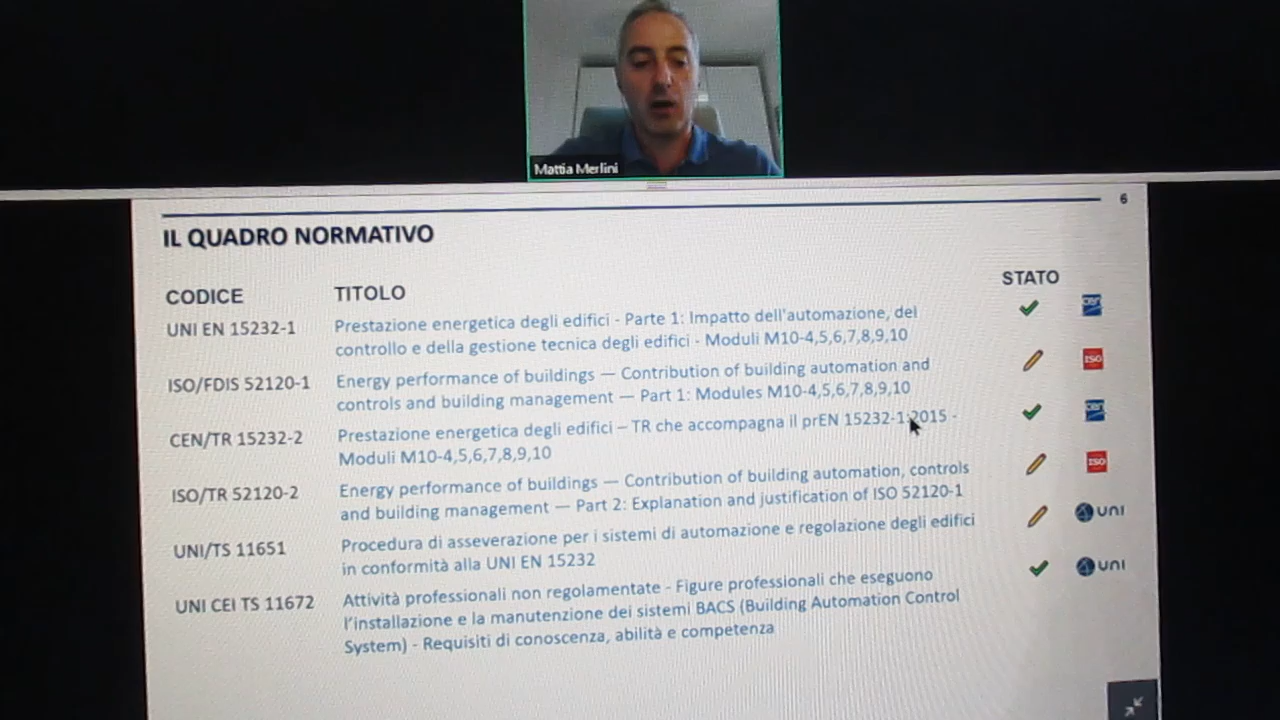 Mattia Merlini
6
IL QUADRO NORMATIVO
CODICE TITOLO STATO
UNI EN 15232-1 Prestazione energetica degli edifici - Parte 1: Impatto dell'automazione, del
controllo e della gestione tecnica degli edifici - Moduli M10-4,5,6,7,8,9,10
cen
ISO/FDIS 52120-1 Energy performance of buildings — Contribution of building automation and
controls and building management — Part 1: Modules M10-4,5,6,7,8,9,10
ISO
CEN/TR 15232-2 Prestazione energetica degli edifici – TR che accompagna il prEN 15232-1:2015 -
Moduli M10-4,5,6,7,8,9,10
cen
ISO/TR 52120-2 Energy performance of buildings — Contribution of building automation, controls
and building management — Part 2: Explanation and justification of ISO 52120-1
ISO
UNI/TS 11651 Procedura di asseverazione per i sistemi di automazione e regolazione degli edifici
in conformità alla UNI EN 15232
UNI
UNI CEI TS 11672 Attività professionali non regolamentate - Figure professionali che eseguono
l'installazione e la manutenzione dei sistemi BACS (Building Automation Control
System) - Requisiti di conoscenza, abilità e competenza
UNI